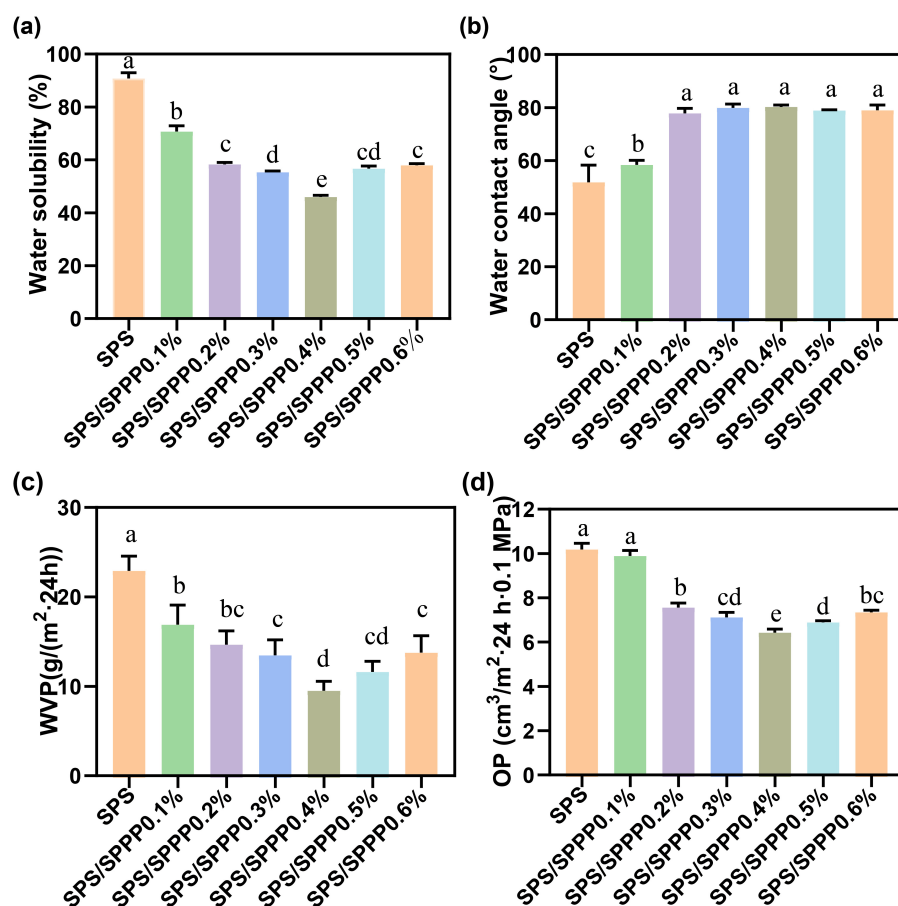 (a)
Water solubility (%)
100
80
60
40
20
0
a
b
c
d
e
cd
c
SPS
SPS/SPPP0.1%
SPS/SPPP0.2%
SPS/SPPP0.3%
SPS/SPPP0.4%
SPS/SPPP0.5%
SPS/SPPP0.6%
(b)
Water contact angle (°)
100
80
60
40
20
0
c
b
a
a
a
a
a
SPS
SPS/SPPP0.1%
SPS/SPPP0.2%
SPS/SPPP0.3%
SPS/SPPP0.4%
SPS/SPPP0.5%
SPS/SPPP0.6%
(c)
WVP(g/(m²·24h))
30
20
10
0
a
b
bc
c
d
cd
c
SPS
SPS/SPPP0.1%
SPS/SPPP0.2%
SPS/SPPP0.3%
SPS/SPPP0.4%
SPS/SPPP0.5%
SPS/SPPP0.6%
(d)
OP (cm³/m²·24 h·0.1 MPa)
12
10
8
6
4
2
0
a
a
b
cd
e
d
bc
SPS
SPS/SPPP0.1%
SPS/SPPP0.2%
SPS/SPPP0.3%
SPS/SPPP0.4%
SPS/SPPP0.5%
SPS/SPPP0.6%